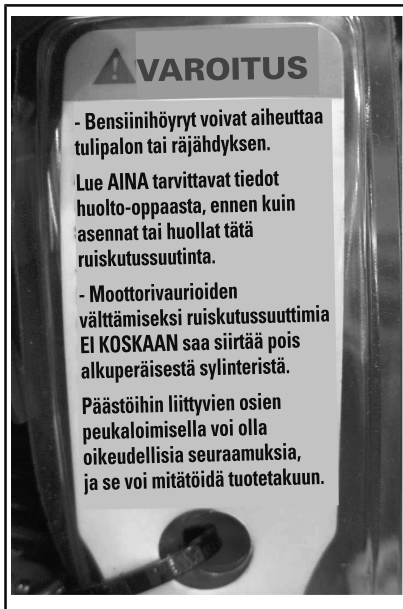 VAROITUS
- Bensiinihöyryt voivat aiheuttaa
tulipalon tai räjähdyksen.
Lue AINA tarvittavat tiedot
huolto-oppaasta, ennen kuin
asennat tai huollat tätä
ruiskutussuutinta.
- Moottorivaurioiden
välttämiseksi ruiskutussuuttimia
EI KOSKAAN saa siirtää pois
alkuperäisestä sylinteristä.
Päästöihin liittyvien osien
peukaloimisella voi olla
oikeudellisia seuraamuksia,
ja se voi mitätöidä tuotetakuun.